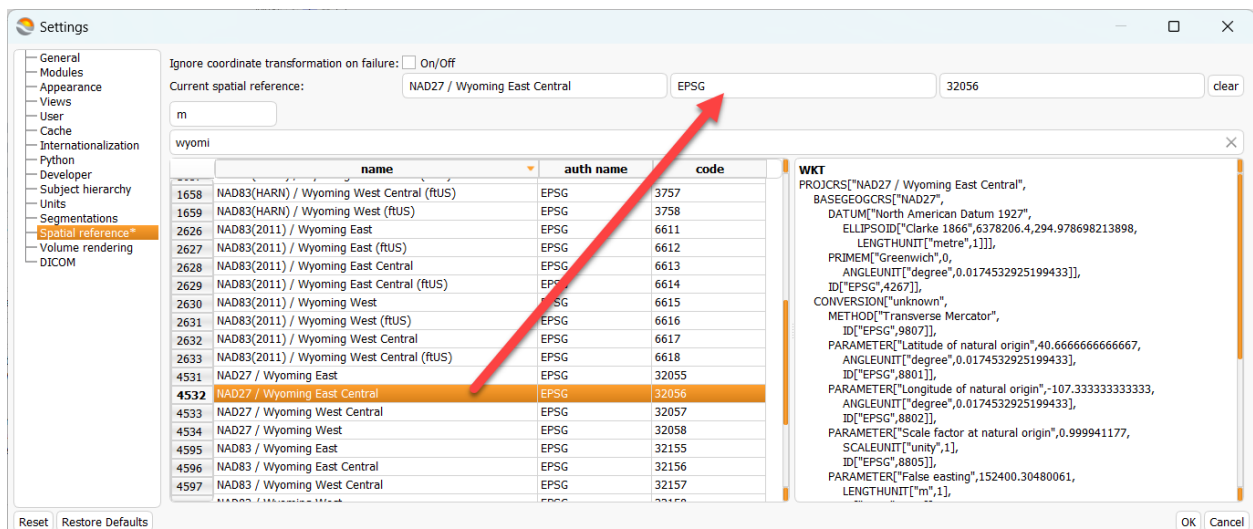 Settings
General
Modules
Appearance
Views
User
Cache
Internationalization
Python
Developer
Subject hierarchy
Units
Segmentations
Spatial reference*
Volume rendering
DICOM
Ignore coordinate transformation on failure: On/Off
Current spatial reference: NAD27 / Wyoming East Central EPSG 32056 clear
m
wyomi
name auth name code
1658 NAD83(HARN) / Wyoming West Central (ftUS) EPSG 3757
1659 NAD83(HARN) / Wyoming West (ftUS) EPSG 3758
2626 NAD83(2011) / Wyoming East EPSG 6611
2627 NAD83(2011) / Wyoming East (ftUS) EPSG 6612
2628 NAD83(2011) / Wyoming East Central EPSG 6613
2629 NAD83(2011) / Wyoming East Central (ftUS) EPSG 6614
2630 NAD83(2011) / Wyoming West EPSG 6615
2631 NAD83(2011) / Wyoming West (ftUS) EPSG 6616
2632 NAD83(2011) / Wyoming West Central EPSG 6617
2633 NAD83(2011) / Wyoming West Central (ftUS) EPSG 6618
4531 NAD27 / Wyoming East EPSG 32055
4532 NAD27 / Wyoming East Central EPSG 32056
4533 NAD27 / Wyoming West Central EPSG 32057
4534 NAD27 / Wyoming West EPSG 32058
4595 NAD83 / Wyoming East EPSG 32155
4596 NAD83 / Wyoming East Central EPSG 32156
4597 NAD83 / Wyoming West Central EPSG 32157
WKT
PROJCRS["NAD27 / Wyoming East Central",
BASEGEOGCRS["NAD27",
DATUM["North American Datum 1927",
ELLIPSOID["Clarke 1866",6378206.4,294.978698213898,
LENGTHUNIT["metre",1]]],
PRIMEM["Greenwich",0,
ANGLEUNIT["degree",0.0174532925199433]],
ID["EPSG",4267]],
CONVERSION["unknown",
METHOD["Transverse Mercator",
ID["EPSG",9807]],
PARAMETER["Latitude of natural origin",40.6666666666667,
ANGLEUNIT["degree",0.0174532925199433],
ID["EPSG",8801]],
PARAMETER["Longitude of natural origin",-107.333333333333,
ANGLEUNIT["degree",0.0174532925199433],
ID["EPSG",8802]],
PARAMETER["Scale factor at natural origin",0.999941177,
SCALEUNIT["unity",1],
ID["EPSG",8805]],
PARAMETER["False easting",152400.30480061,
LENGTHUNIT["m",1],
Reset Restore Defaults OK Cancel